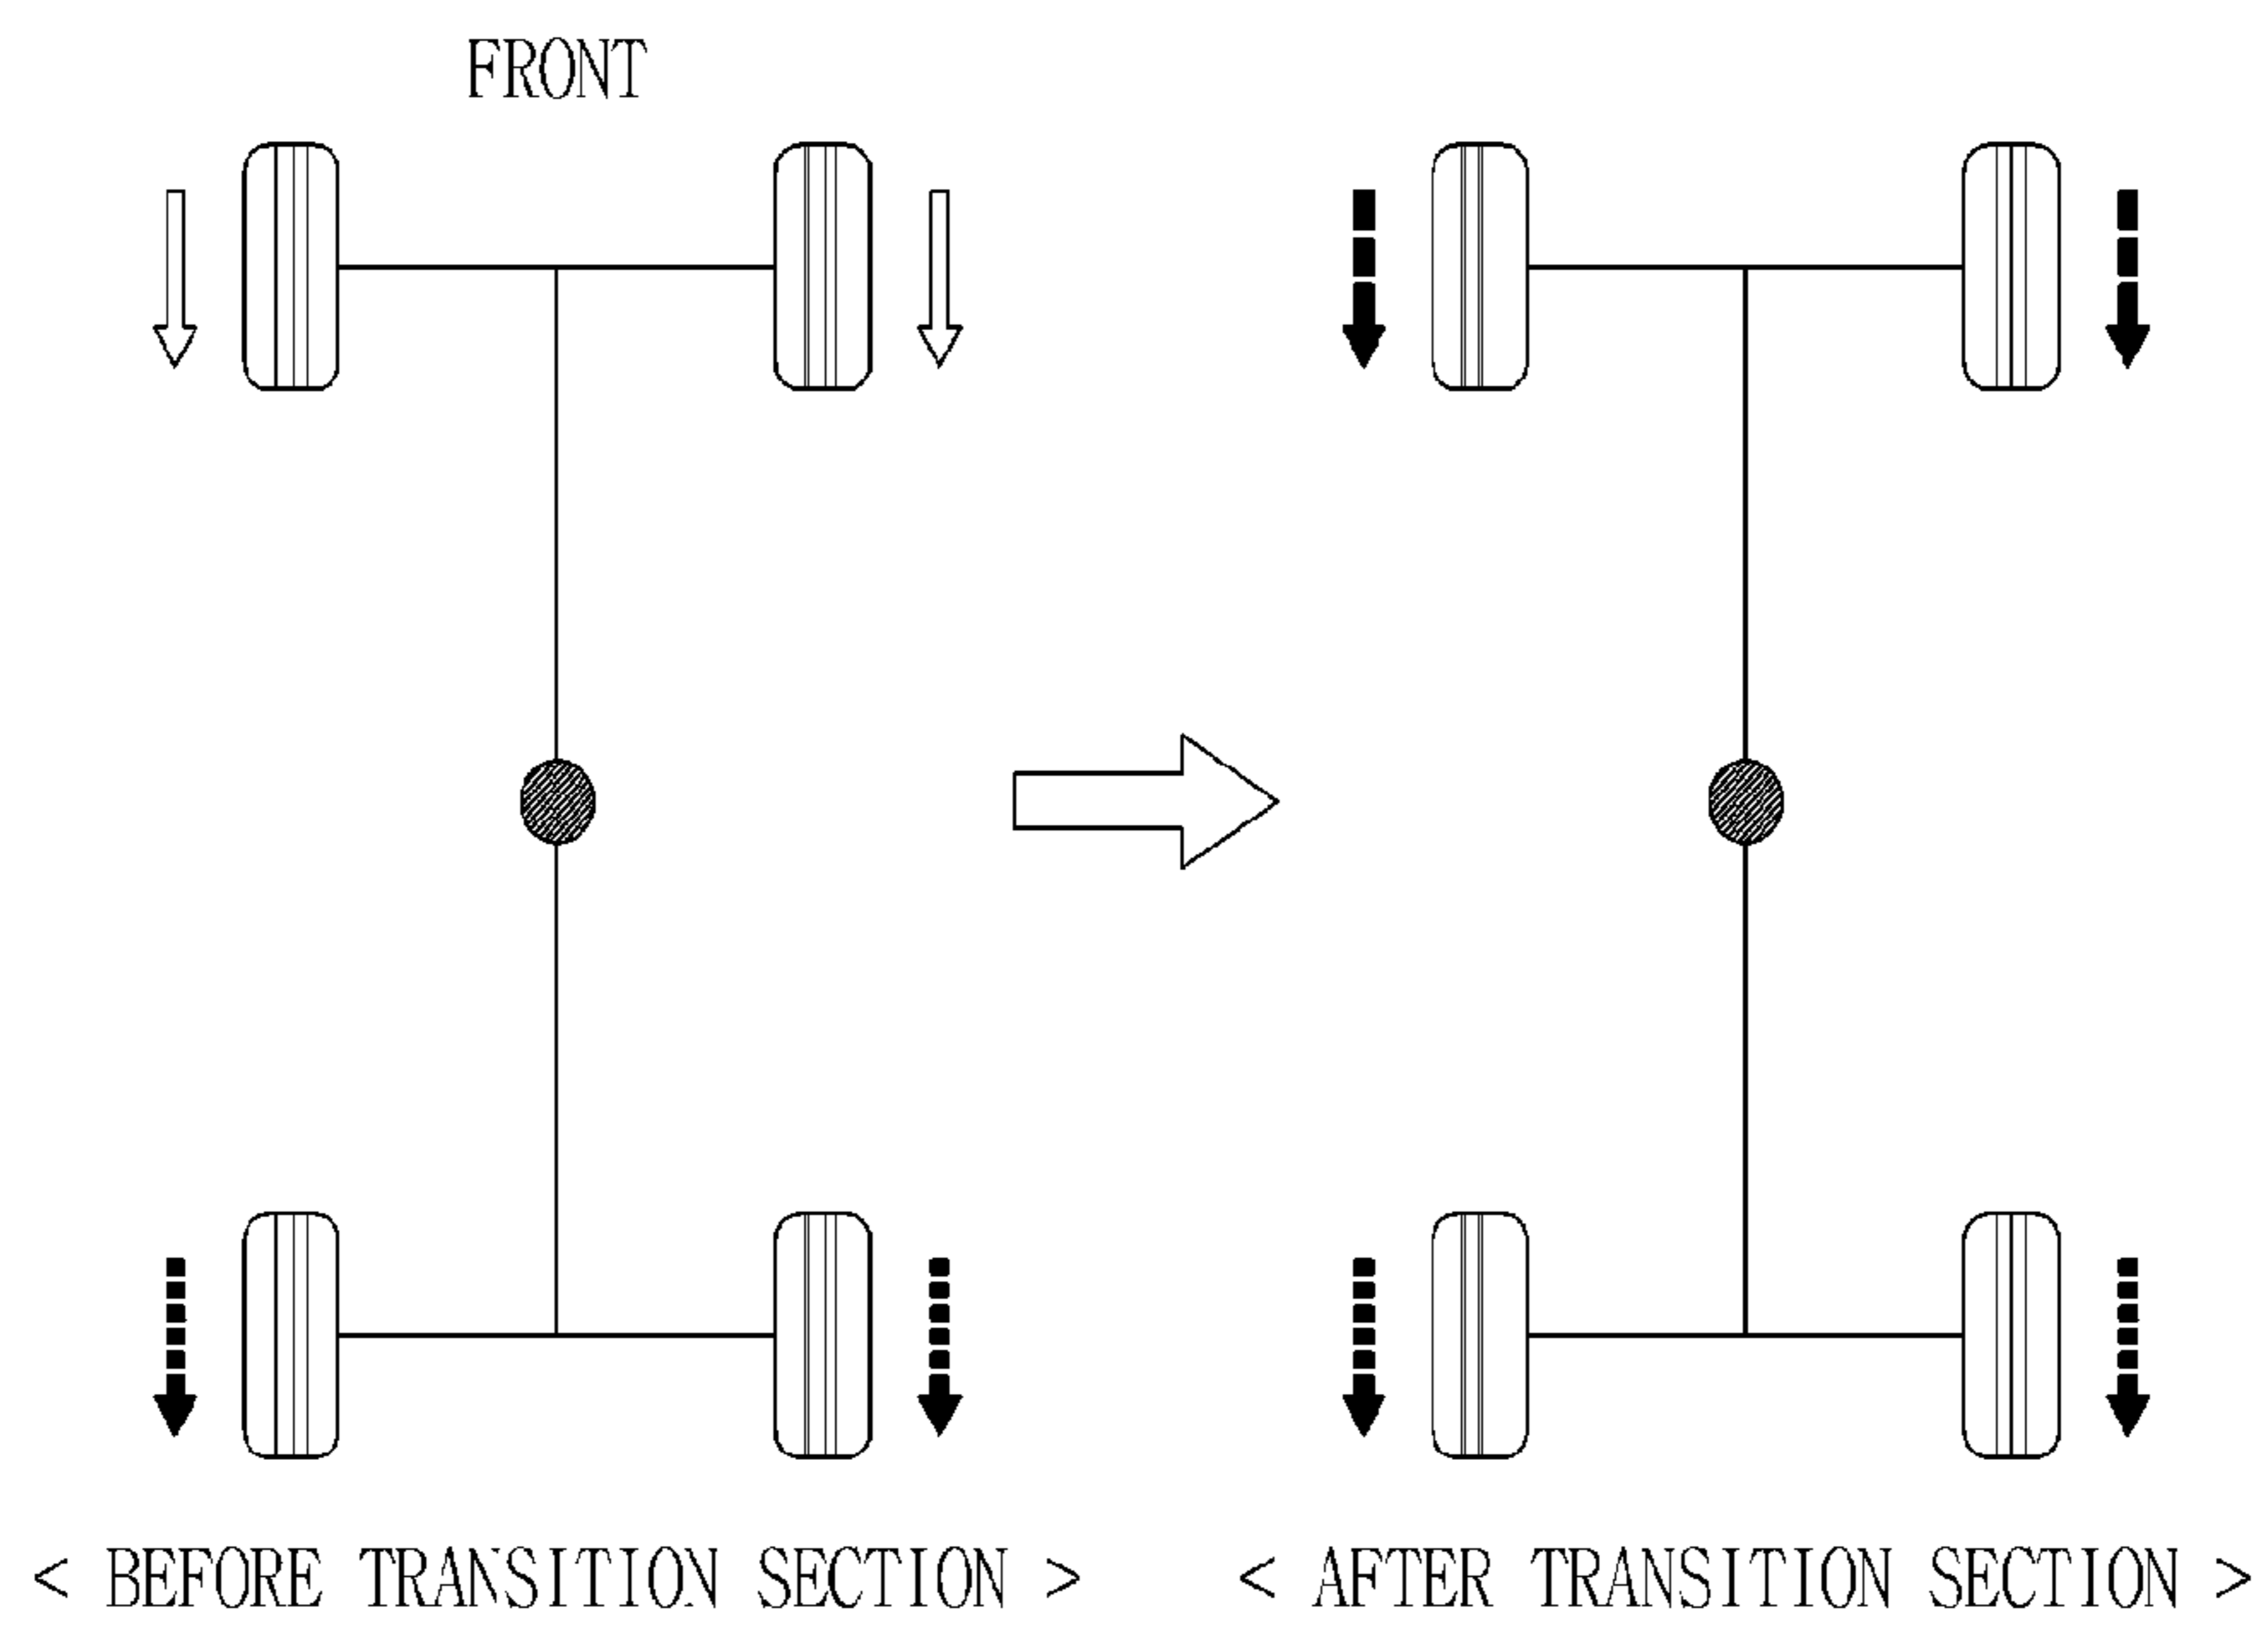 FRONT
< BEFORE TRANSITION SECTION >
< AFTER TRANSITION SECTION >